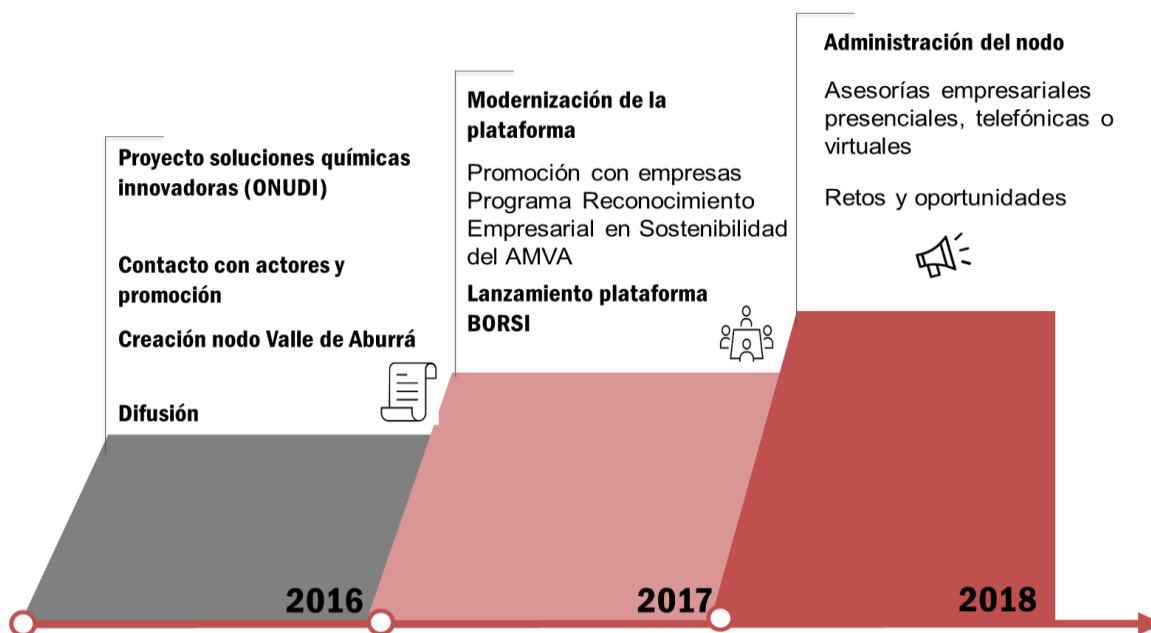 Proyecto soluciones químicas
innovadoras (ONUDI)
Contacto con actores y
promoción
Creación nodo Valle de Aburrá
Difusión
2016
Modernización de la
plataforma
Promoción con empresas
Programa Reconocimiento
Empresarial en Sostenibilidad
del AMVA
Lanzamiento plataforma
BORSI
2017
Administración del nodo
Asesorías empresariales
presenciales, telefónicas o
virtuales
Retos y oportunidades
2018